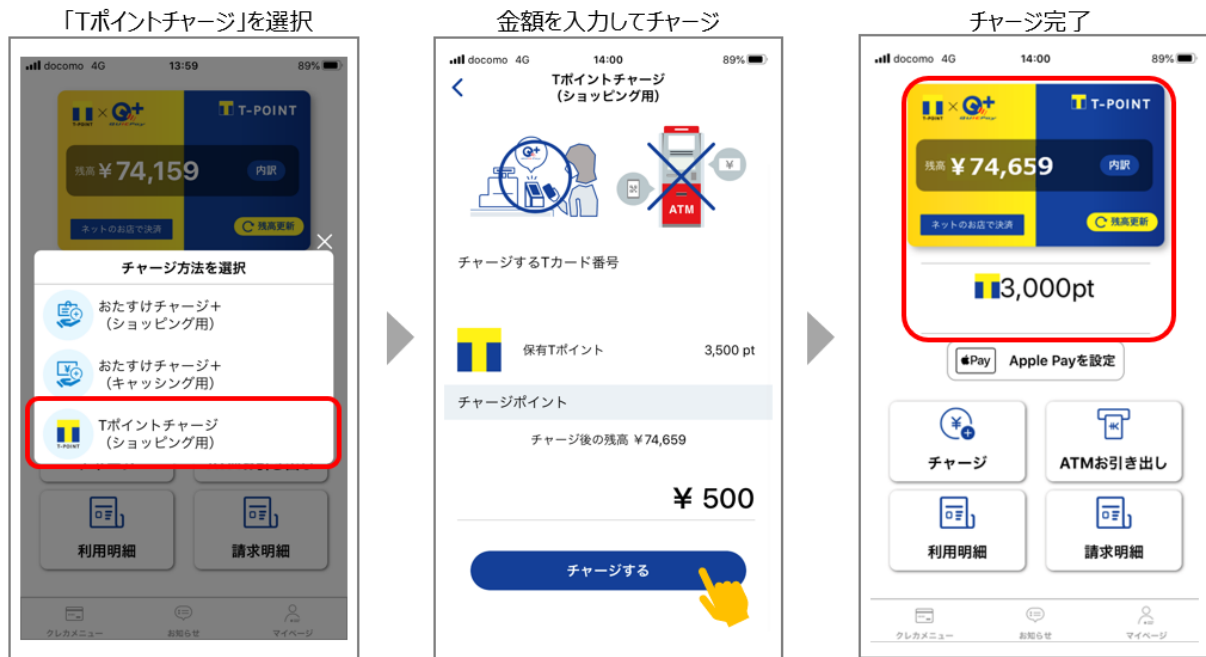 「Tポイントチャージ」を選択
docomo 4G 13:59 89%
T-POINT × QUICPay+ T-POINT
残高 ¥74,159 内訳
ネットのお店で決済 残高更新
チャージ方法を選択
おたすけチャージ＋
（ショッピング用）
おたすけチャージ＋
（キャッシング用）
T-POINT
Tポイントチャージ
（ショッピング用）
利用明細 請求明細
クレカメニュー お知らせ マイページ
金額を入力してチャージ
docomo 4G 14:00 89%
Tポイントチャージ
（ショッピング用）
Q+
¥
ATM
チャージするTカード番号
保有Tポイント 3,500 pt
チャージポイント
チャージ後の残高 ¥74,659
¥ 500
チャージする
チャージ完了
docomo 4G 14:00 89%
T-POINT × QUICPay+ T-POINT
残高 ¥74,659 内訳
ネットのお店で決済 残高更新
T3,000pt
Pay Apple Payを設定
チャージ ATMお引き出し
利用明細 請求明細
クレカメニュー お知らせ マイページ